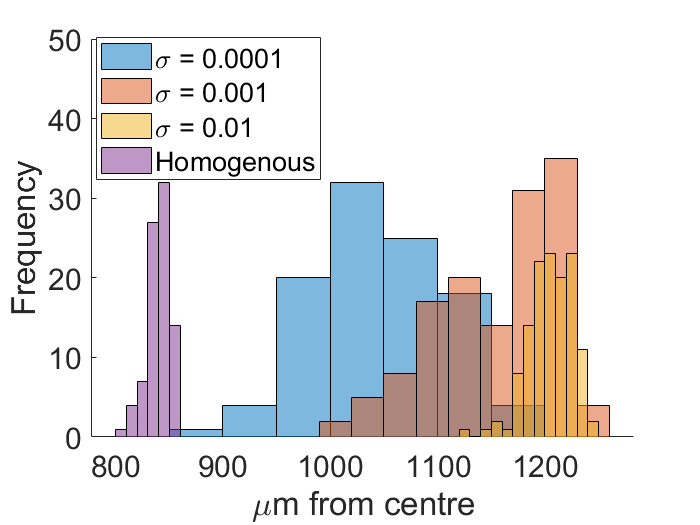 50
40
30
20
10
0
Frequency
σ = 0.0001
σ = 0.001
σ = 0.01
Homogenous
800 900 1000 1100 1200
μm from centre